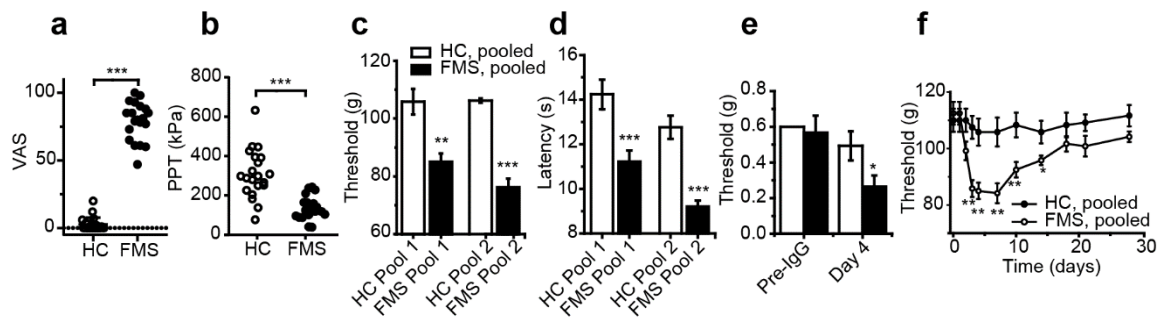 a
VAS
100
50
0
***
HC
FMS
b
PPT (kPa)
800
600
400
200
0
***
HC
FMS
c
Threshold (g)
120
100
80
60
HC, pooled
FMS, pooled
**
***
HC Pool 1
FMS Pool 1
HC Pool 2
FMS Pool 2
d
Latency (s)
16
14
12
10
8
***
***
HC Pool 1
FMS Pool 1
HC Pool 2
FMS Pool 2
e
Threshold (g)
0.8
0.6
0.4
0.2
0.0
*
Pre-IgG
Day 4
f
Threshold (g)
120
100
80
**
**
**
**
*
HC, pooled
FMS, pooled
0
10
20
30
Time (days)